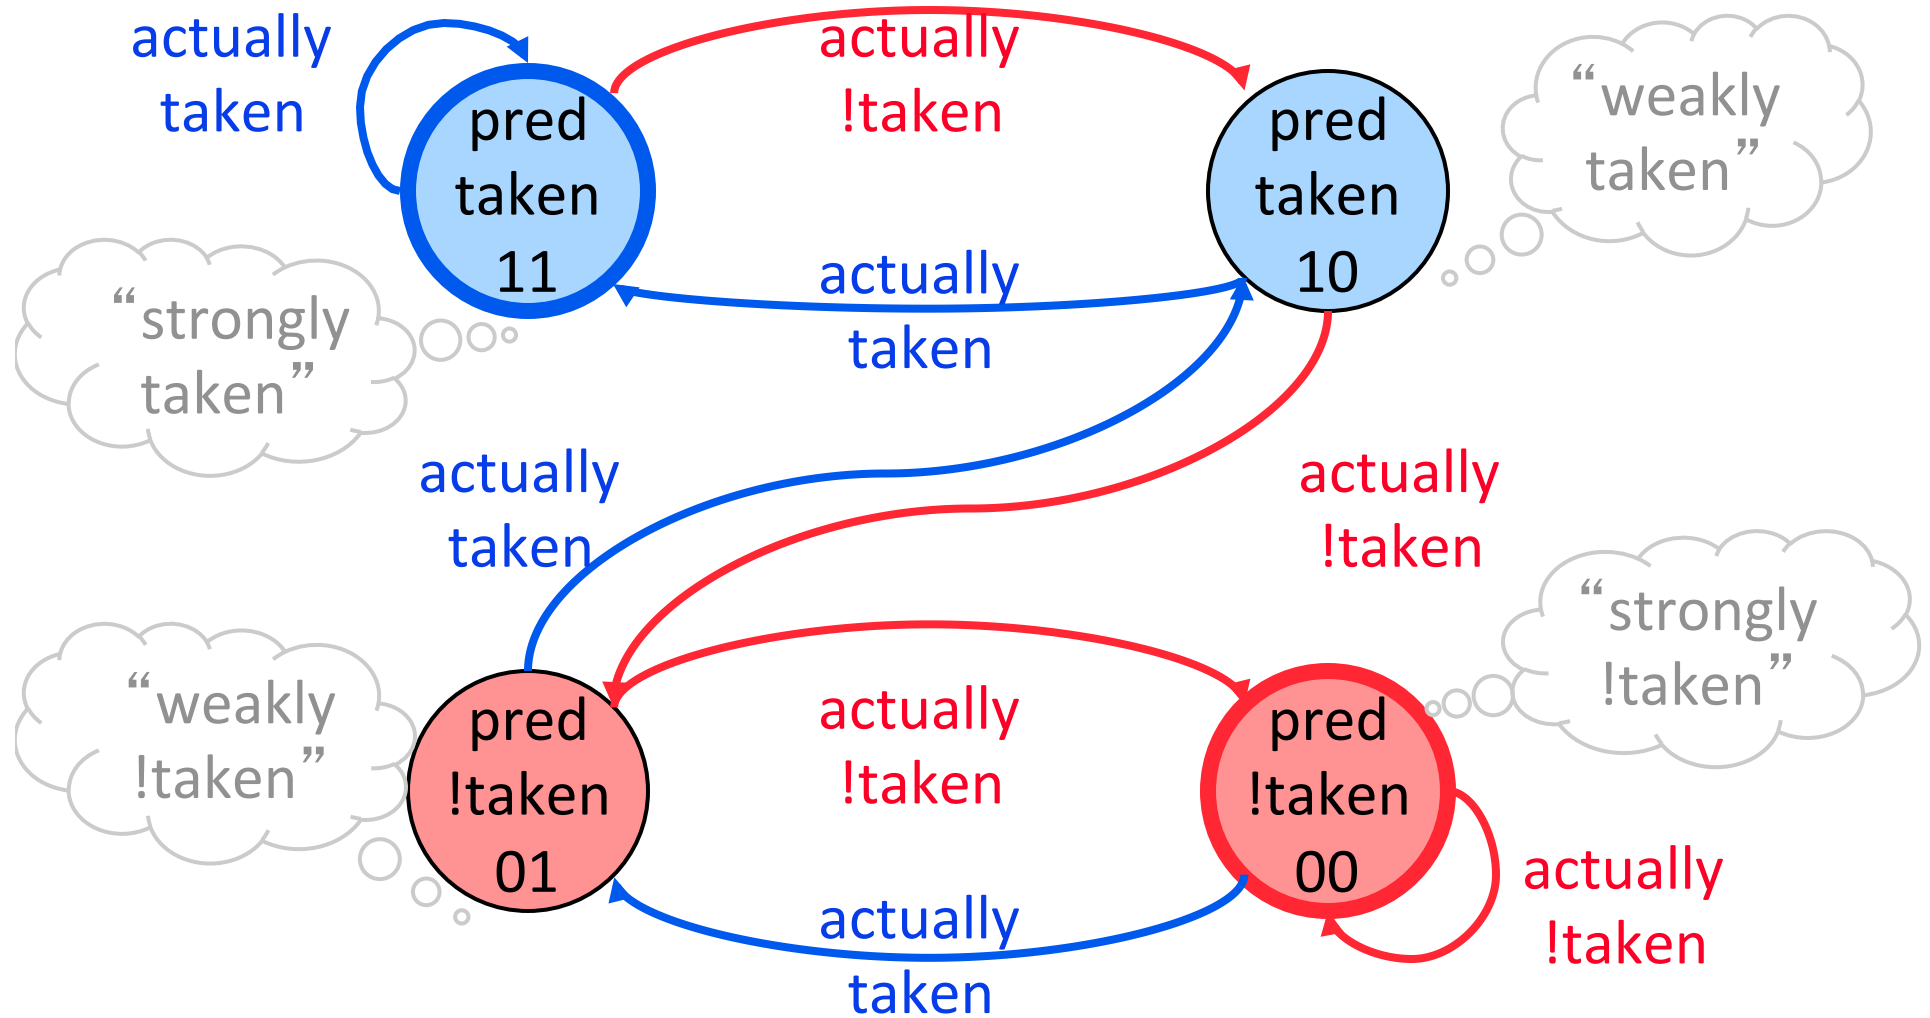 actually
taken
actually
!taken
“weakly
taken”
pred
taken
11
pred
taken
10
“strongly
taken”
actually
taken
actually
taken
actually
!taken
“strongly
!taken”
“weakly
!taken”
pred
!taken
01
actually
!taken
pred
!taken
00
actually
!taken
actually
taken